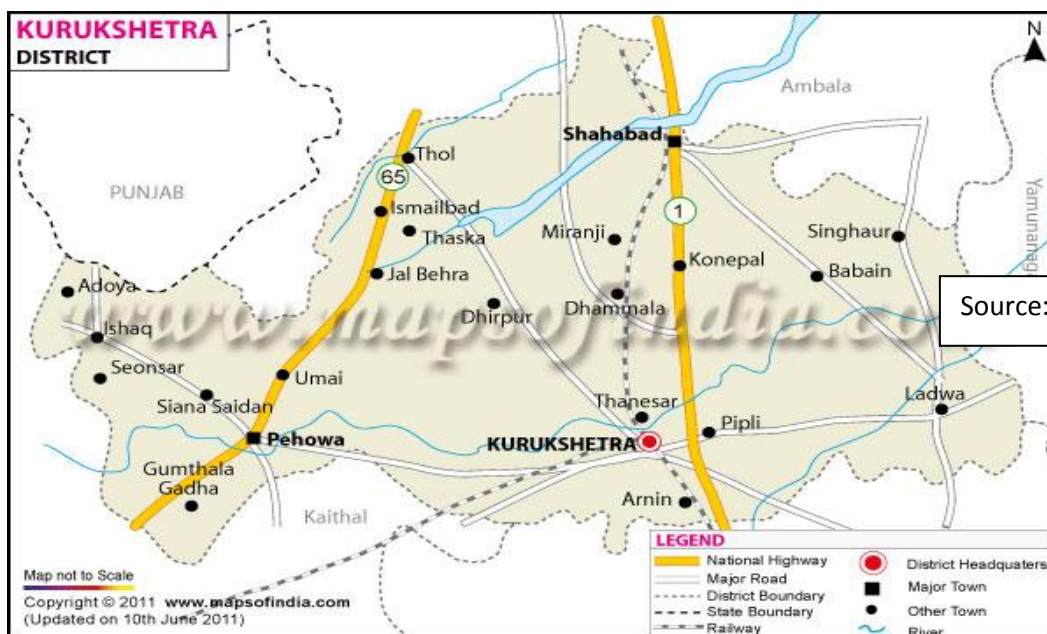 KURUKSHETRA
DISTRICT
N
Ambala
Shahabad
Thol
65
PUNJAB
Ismailbad
1
Thaska
Miranji
Singhaur
Yamunanag
Konepal
Jal Behra
Babain
Adoya
Dhammala
Dhirpur
Source:
www.mapsofindia.co
Ishaq
Seonsar
Umai
Siana Saidan
Thanesar
Ladwa
Pipli
Pehowa
KURUKSHETRA
Gumthala
Gadha
Arnin
Kaithal
LEGEND
National Highway
Major Road
District Boundary
State Boundary
Railway
District Headquaters
Major Town
Other Town
River
Map not to Scale
Copyright © 2011 www.mapsofindia.com
(Updated on 10th June 2011)